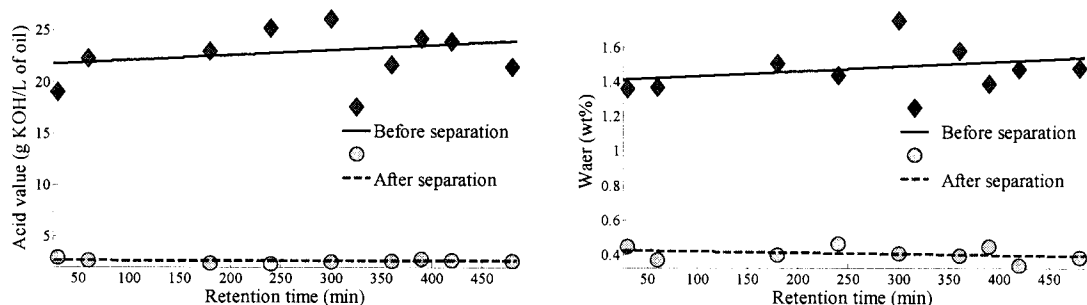 Acid value (g KOH/L of oil)
25
20
15
10
5
50 100 150 200 250 300 350 400 450
Retention time (min)
Before separation
After separation
Waer (wt%)
1.6
1.4
1.2
1
0.8
0.6
0.4
50 100 150 200 250 300 350 400 450
Retention time (min)
Before separation
After separation